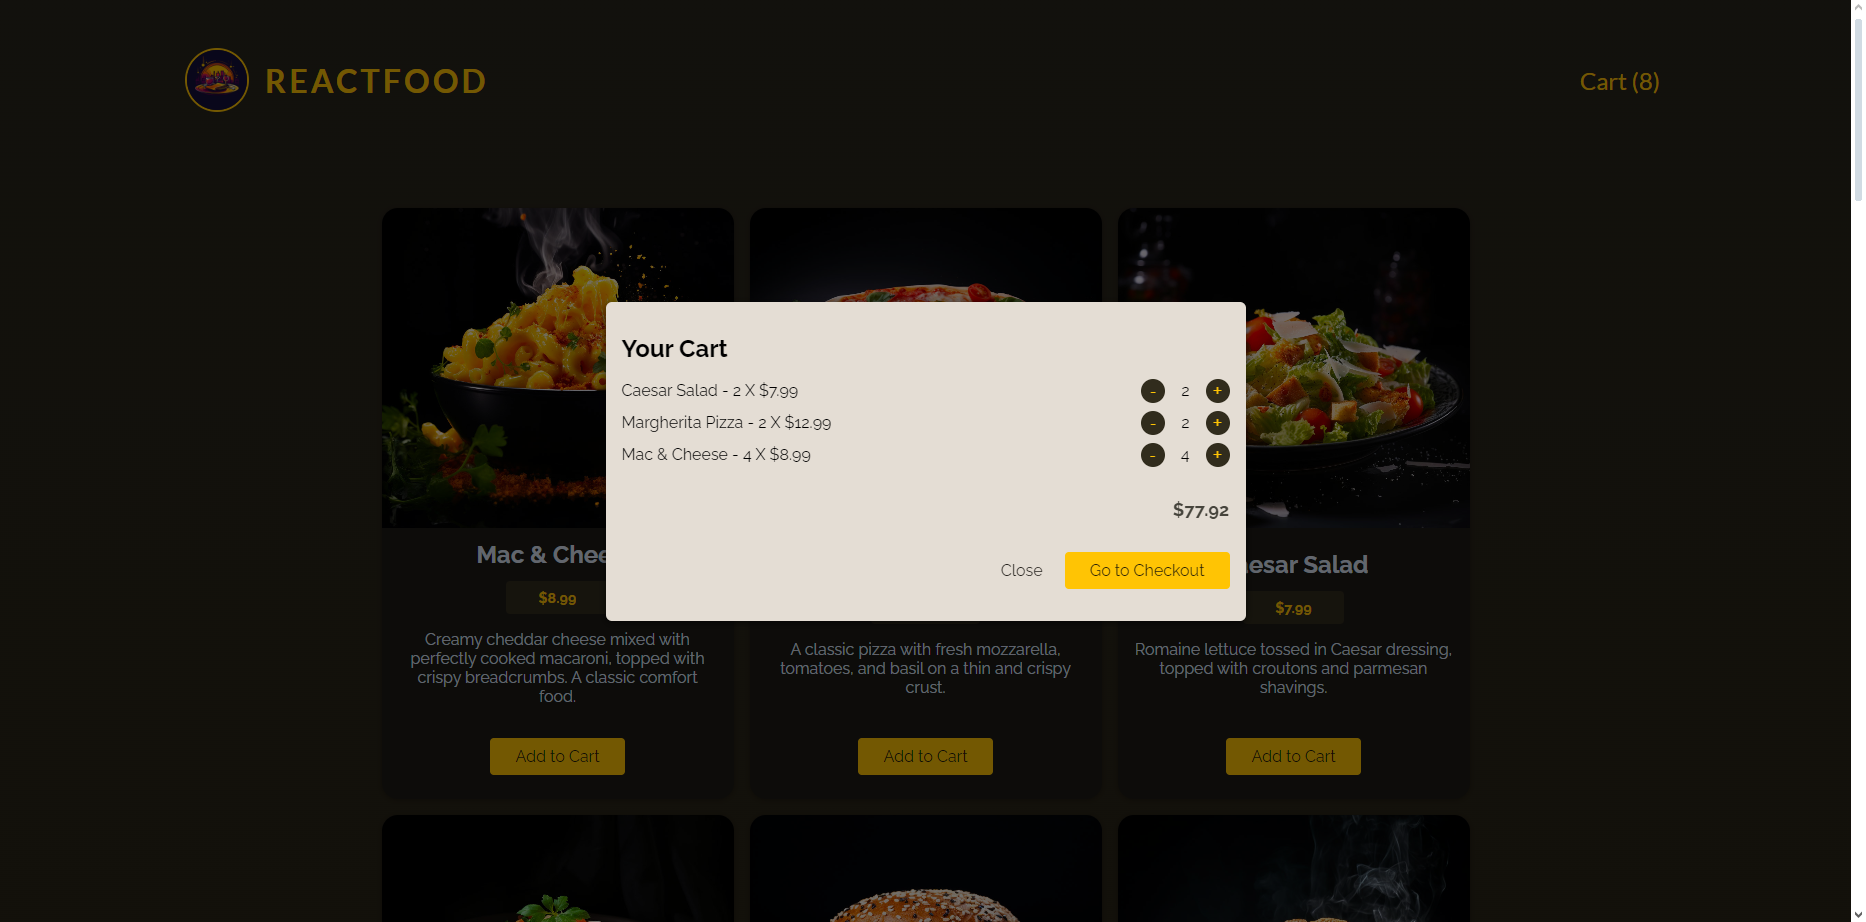 REACTFOOD
Cart (8)
Your Cart
Caesar Salad - 2 X $7.99
- 2 +
Margherita Pizza - 2 X $12.99
- 2 +
Mac & Cheese - 4 X $8.99
- 4 +
$77.92
Close
Go to Checkout
Mac & Chee
$8.99
Creamy cheddar cheese mixed with
perfectly cooked macaroni, topped with
crispy breadcrumbs. A classic comfort
food.
Add to Cart
A classic pizza with fresh mozzarella,
tomatoes, and basil on a thin and crispy
crust.
Add to Cart
aesar Salad
$7.99
Romaine lettuce tossed in Caesar dressing,
topped with croutons and parmesan
shavings.
Add to Cart